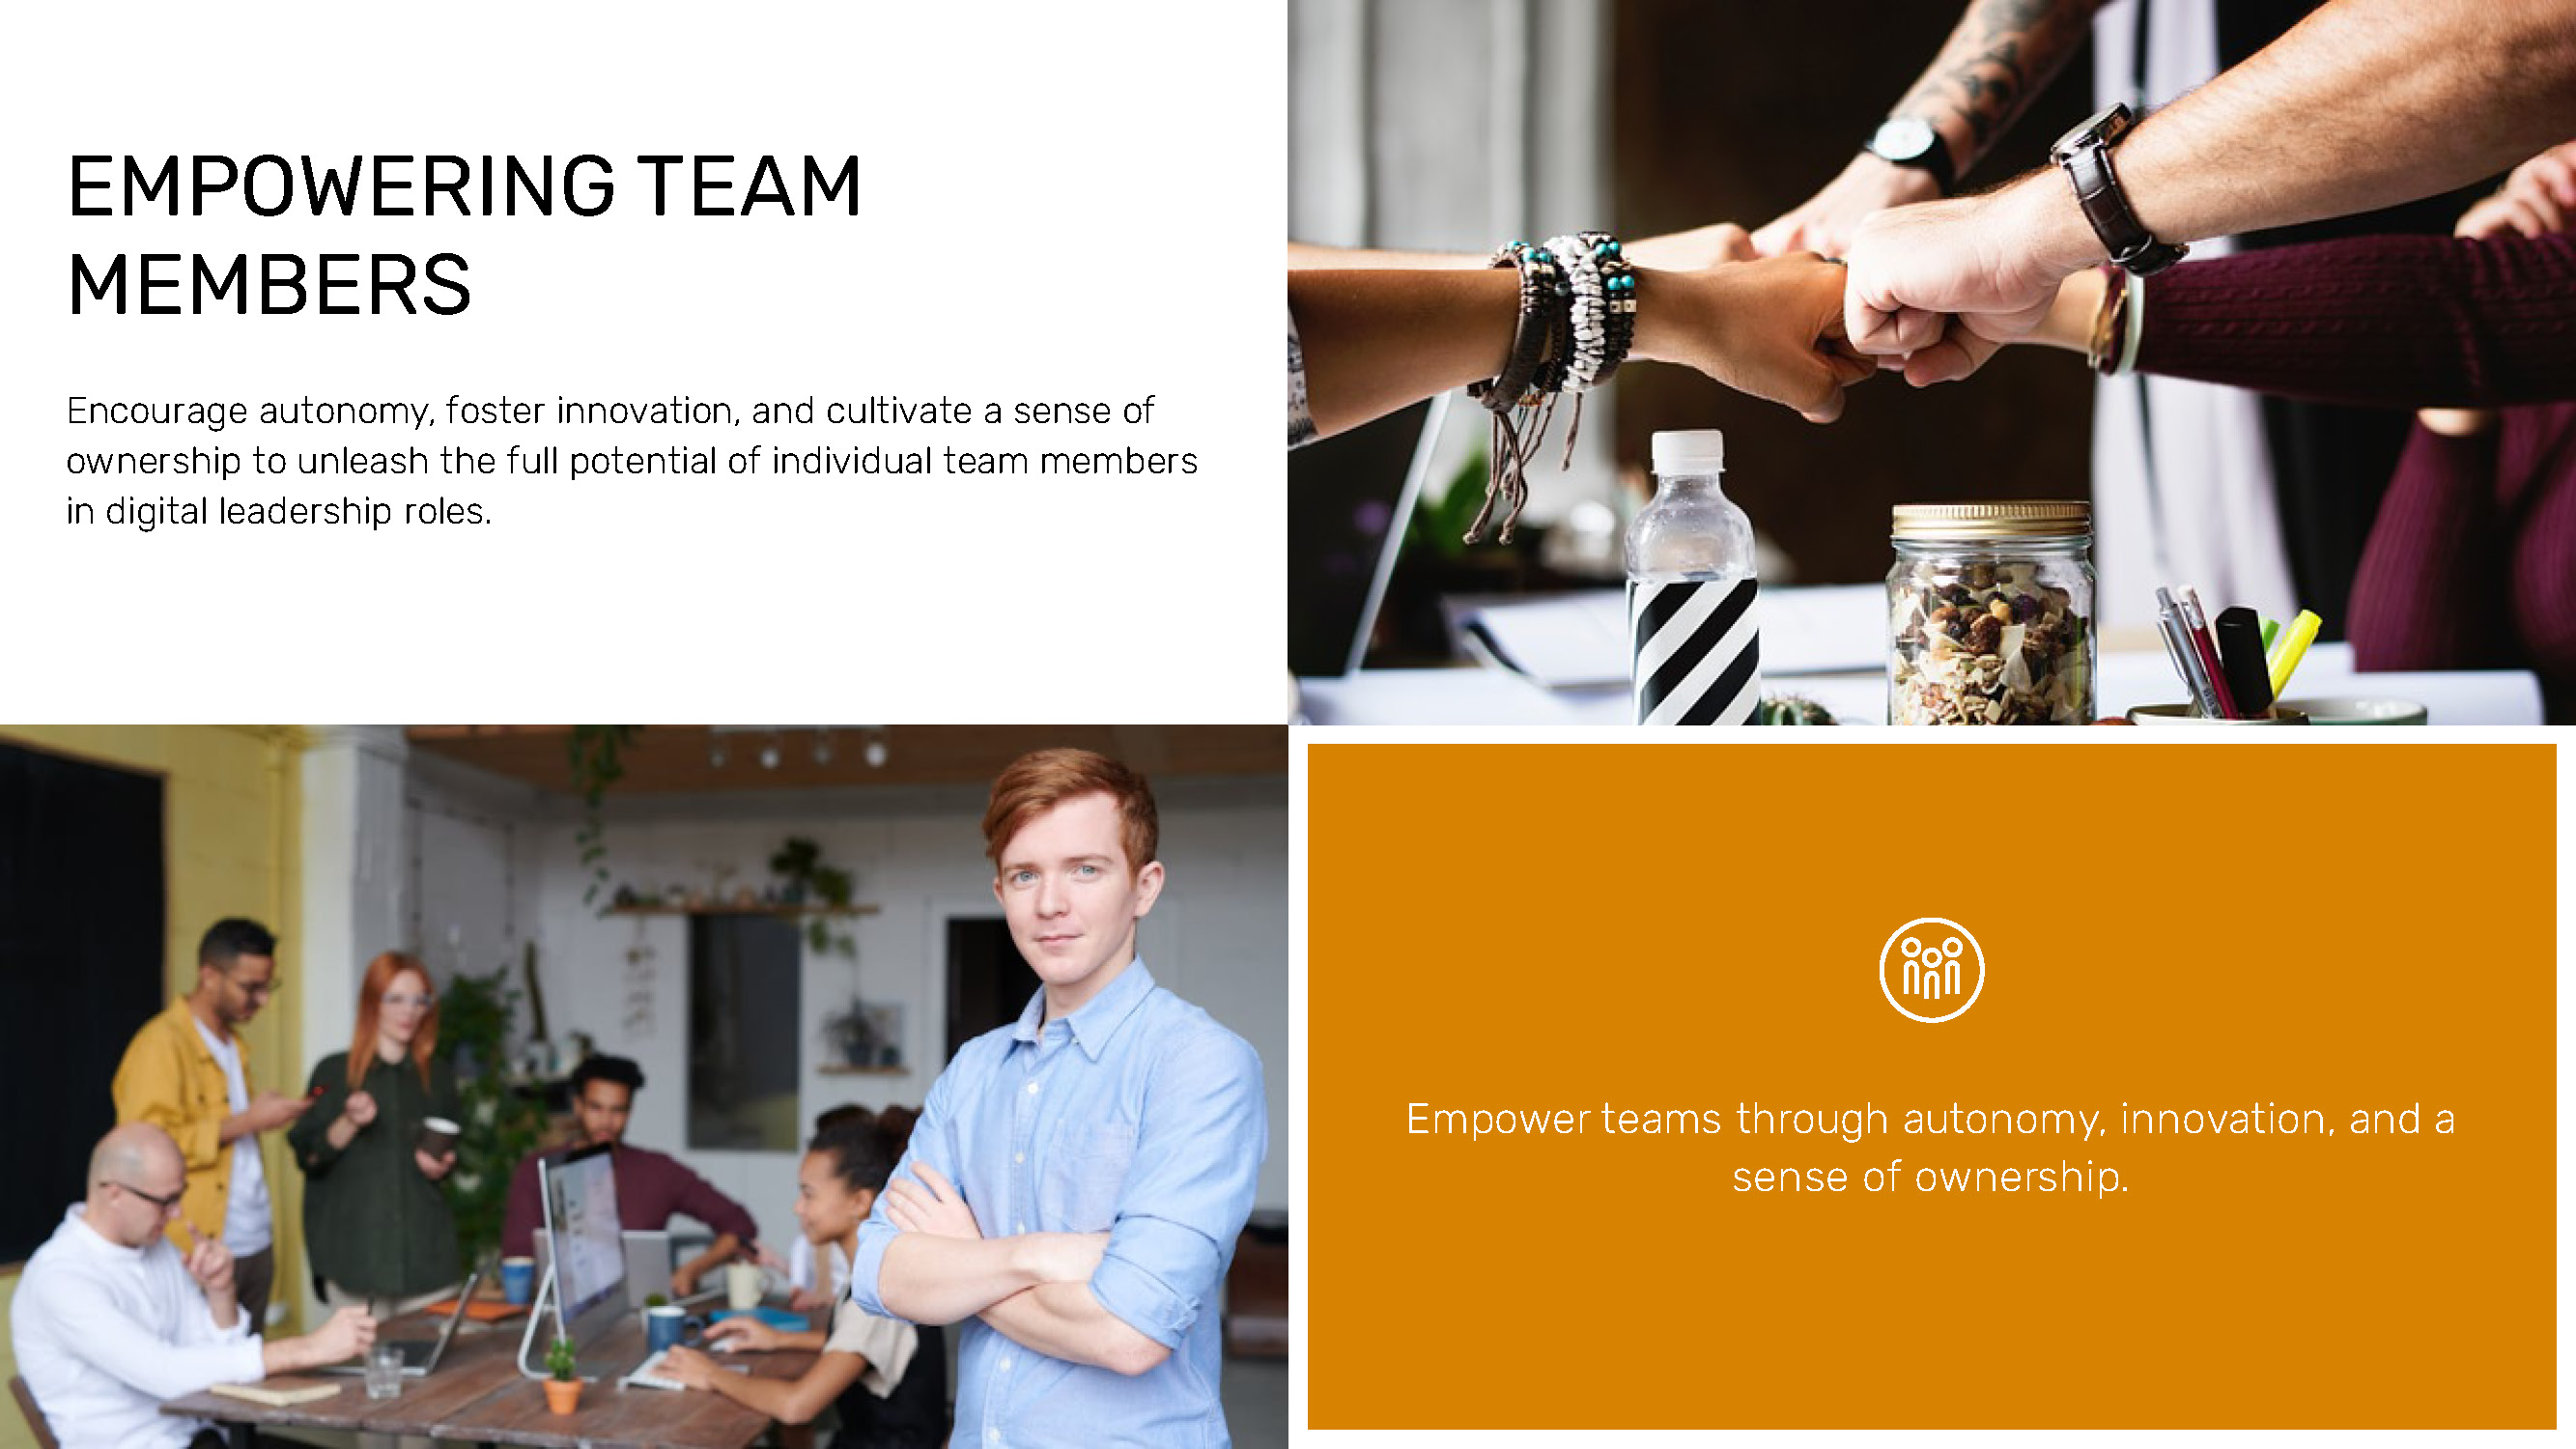 EMPOWERING TEAM
MEMBERS
Encourage autonomy, foster innovation, and cultivate a sense of
ownership to unleash the full potential of individual team members
in digital leadership roles.
Empower teams through autonomy, innovation, and a
sense of ownership.